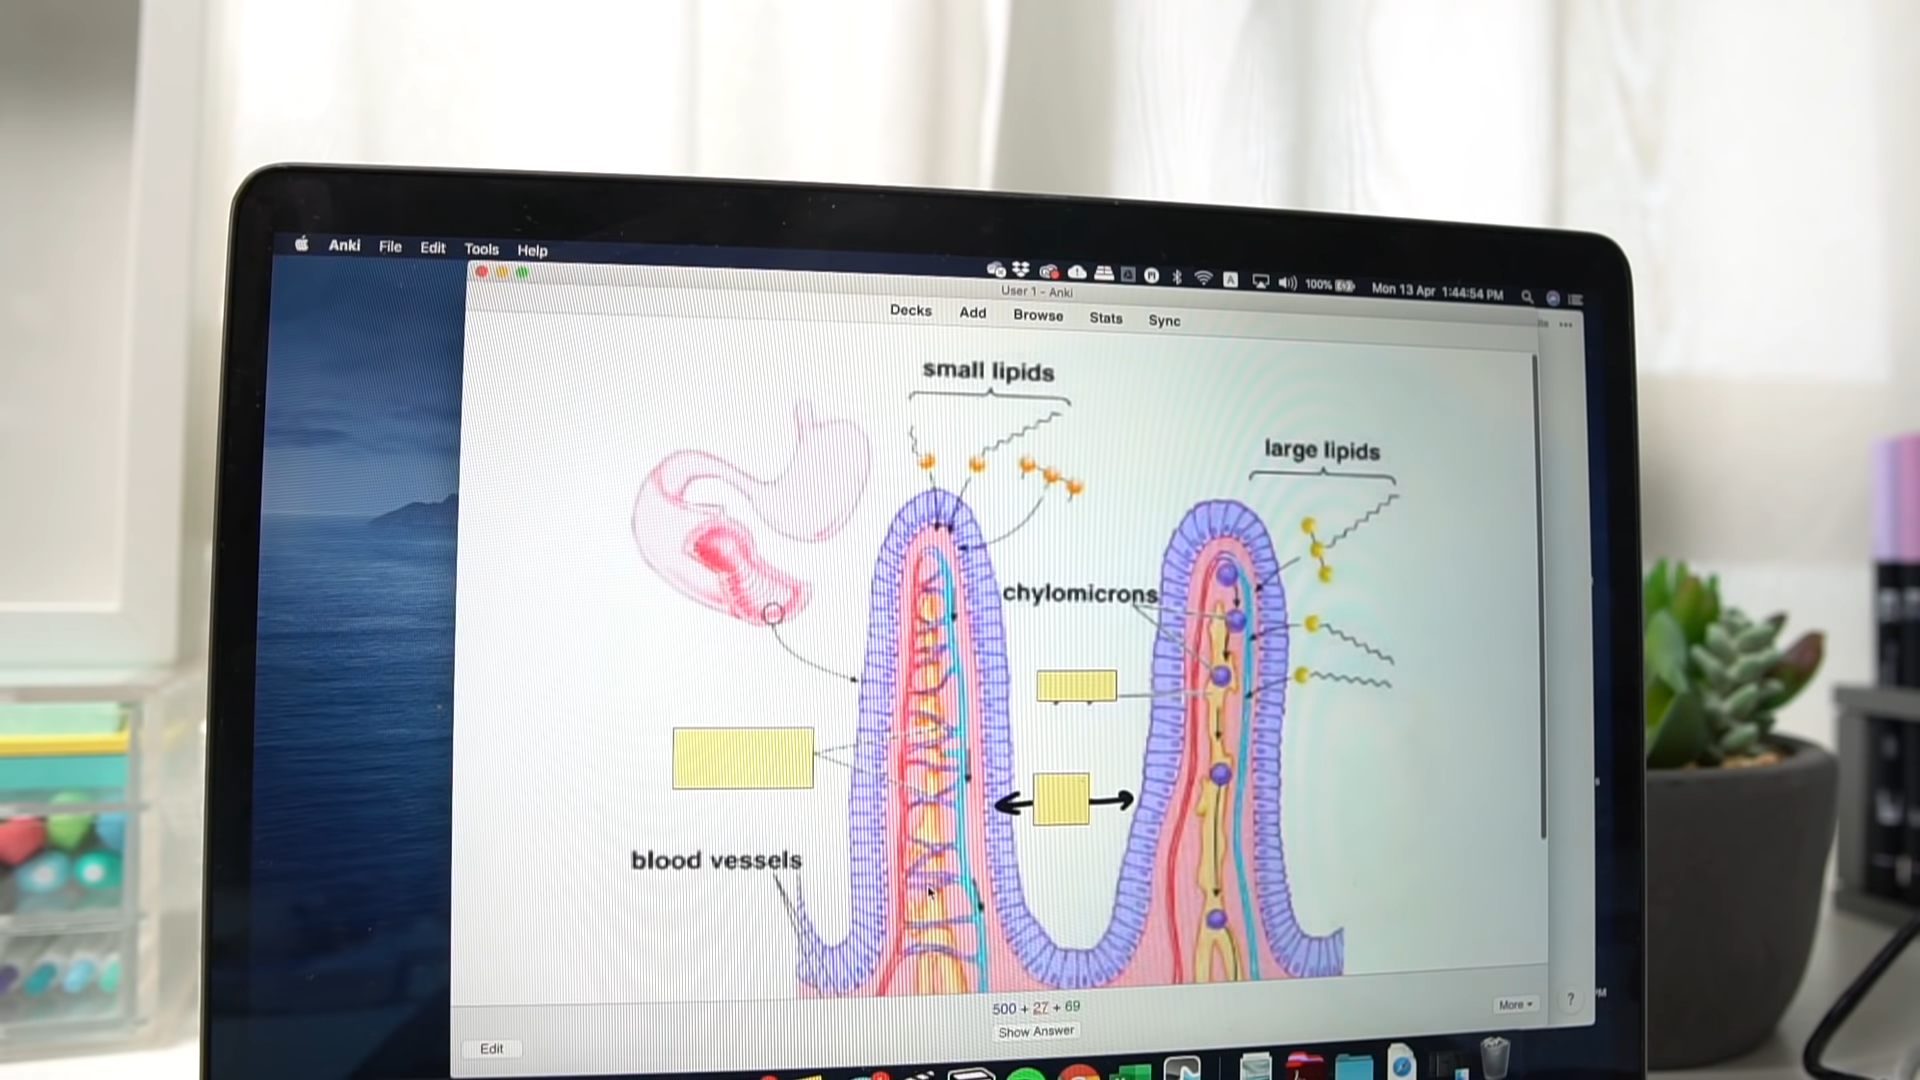 Anki File Edit Tools Help
100% Mon 13 Apr 1:44:54 PM
User 1 - Anki
Decks Add Browse Stats Sync
small lipids
large lipids
chylomicrons
blood vessels
500 + 27 + 69
Edit
Show Answer
More
?